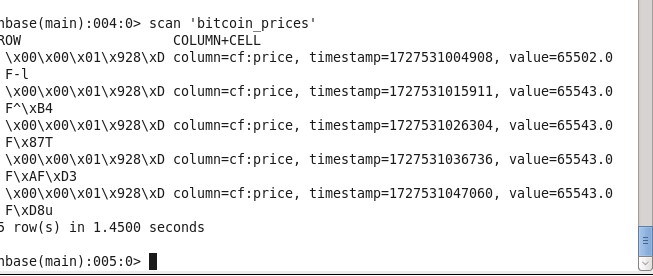 nbase(main):004:0> scan 'bitcoin_prices'
ROW COLUMN+CELL
\x00\x00\x01\x928\xD column=cf:price, timestamp=1727531004908, value=65502.0
F-l
\x00\x00\x01\x928\xD column=cf:price, timestamp=1727531015911, value=65543.0
F^\xB4
\x00\x00\x01\x928\xD column=cf:price, timestamp=1727531026304, value=65543.0
F\x87T
\x00\x00\x01\x928\xD column=cf:price, timestamp=1727531036736, value=65543.0
F\xAF\xD3
\x00\x00\x01\x928\xD column=cf:price, timestamp=1727531047060, value=65543.0
F\xD8u
5 row(s) in 1.4500 seconds
nbase(main):005:0>